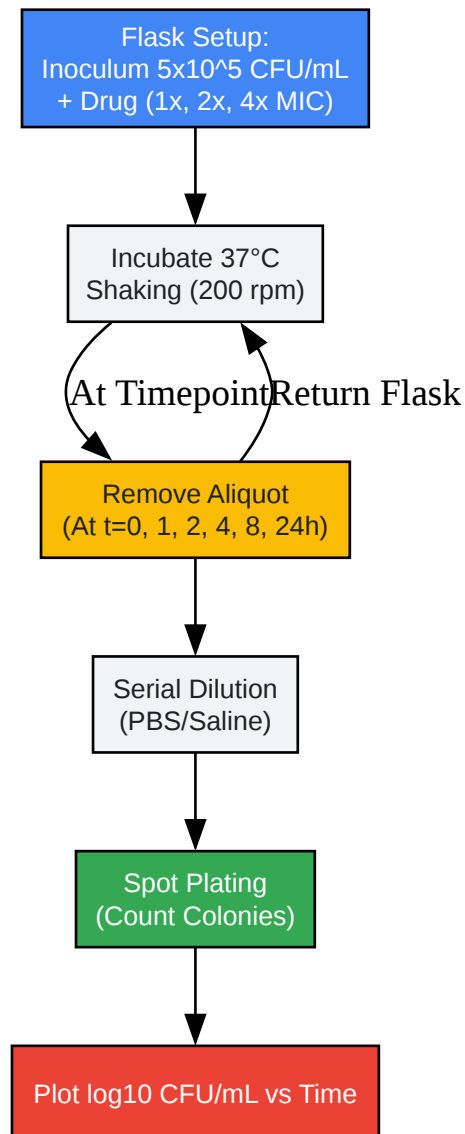 Flask Setup:
Inoculum 5x10^5 CFU/mL
+ Drug (1x, 2x, 4x MIC)
Incubate 37°C
Shaking (200 rpm)
At Timepoint
Return Flask
Remove Aliquot
(At t=0, 1, 2, 4, 8, 24h)
Serial Dilution
(PBS/Saline)
Spot Plating
(Count Colonies)
Plot log10 CFU/mL vs Time